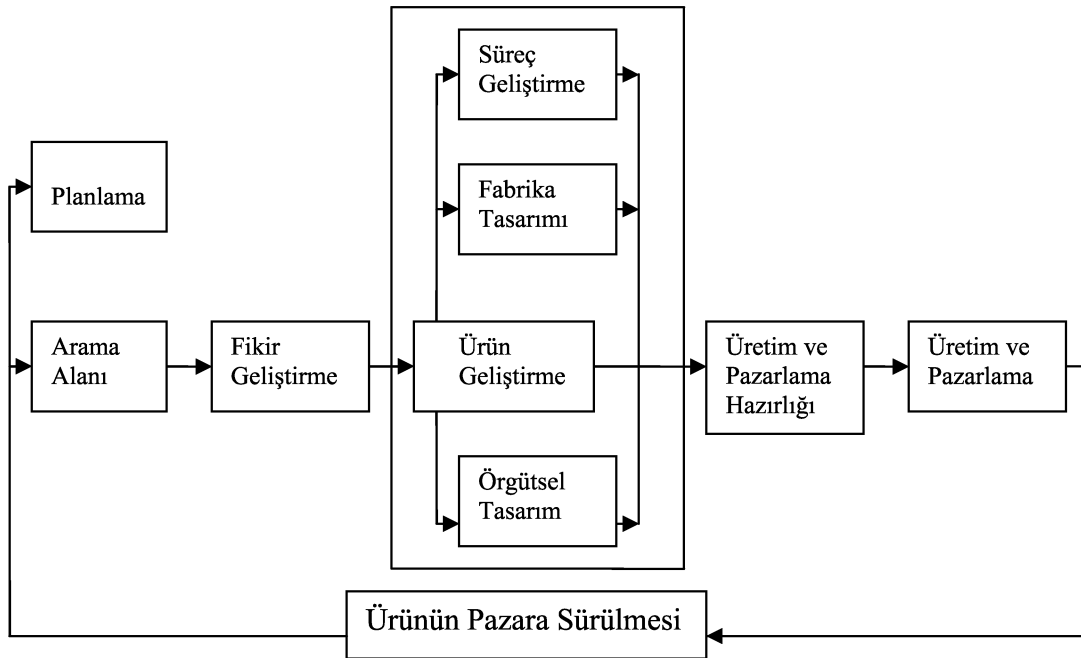 Süreç
Geliştirme
Planlama
Fabrika
Tasarımı
Arama
Alanı
Fikir
Geliştirme
Ürün
Geliştirme
Üretim ve
Pazarlama
Hazırlığı
Üretim ve
Pazarlama
Örgütsel
Tasarım
Ürünün Pazara Sürülmesi